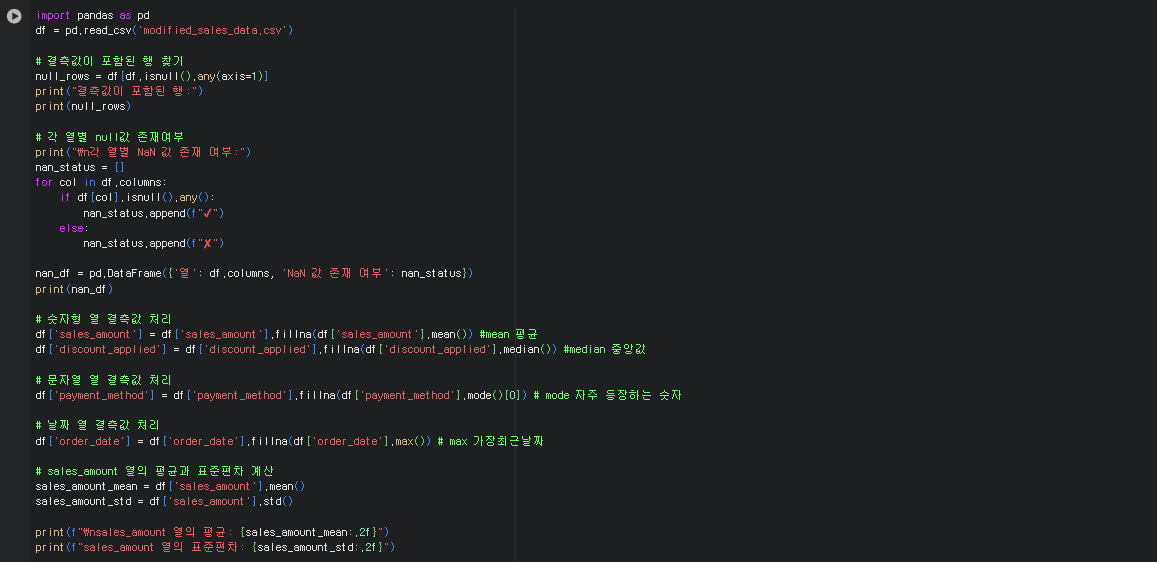 import pandas as pd
df = pd.read_csv('modified_sales_data.csv')
# 결측값이 포함된 행 찾기
null_rows = df[df.isnull().any(axis=1)]
print("결측값이 포함된 행:")
print(null_rows)
# 각 열별 null값 존재여부
print("₩n각 열별 NaN 값 존재 여부:")
nan_status = []
for col in df.columns:
    if df[col].isnull().any():
        nan_status.append(f"✔")
    else:
        nan_status.append(f"✘")
nan_df = pd.DataFrame({'열': df.columns, 'NaN 값 존재 여부': nan_status})
print(nan_df)
# 숫자형 열 결측값 처리
df['sales_amount'] = df['sales_amount'].fillna(df['sales_amount'].mean()) #mean 평균
df['discount_applied'] = df['discount_applied'].fillna(df['discount_applied'].median()) #median 중앙값
# 문자열 열 결측값 처리
df['payment_method'] = df['payment_method'].fillna(df['payment_method'].mode()[0]) # mode 자주 등장하는 숫자
# 날짜 열 결측값 처리
df['order_date'] = df['order_date'].fillna(df['order_date'].max()) # max 가장최근날짜
# sales_amount 열의 평균과 표준편차 계산
sales_amount_mean = df['sales_amount'].mean()
sales_amount_std = df['sales_amount'].std()
print(f"₩nsales_amount 열의 평균: {sales_amount_mean:.2f}")
print(f"sales_amount 열의 표준편차: {sales_amount_std:.2f}")